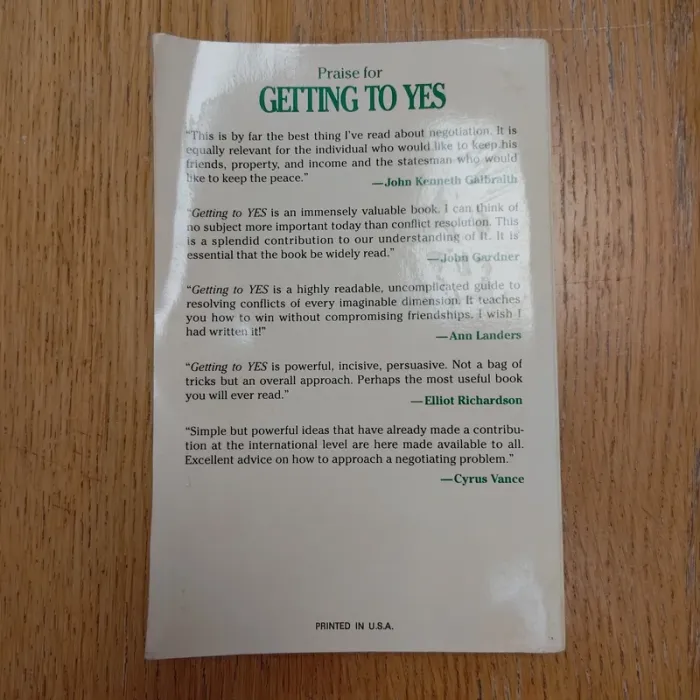 Praise for
GETTING TO YES
"This is by far the best thing I've read about negotiation. It is
equally relevant for the individual who would like to keep his
friends, property, and income and the statesman who would
like to keep the peace."
—John Kenneth Galbraith
"Getting to YES is an immensely valuable book. I can think of
no subject more important today than conflict resolution. This
is a splendid contribution to our understanding of it. It is
essential that the book be widely read."
—John Gardner
"Getting to YES is a highly readable, uncomplicated guide to
resolving conflicts of every imaginable dimension. It teaches
you how to win without compromising friendships. I wish I
had written it!"
—Ann Landers
"Getting to YES is powerful, incisive, persuasive. Not a bag of
tricks but an overall approach. Perhaps the most useful book
you will ever read."
—Elliot Richardson
"Simple but powerful ideas that have already made a contribu-
tion at the international level are here made available to all.
Excellent advice on how to approach a negotiating problem."
—Cyrus Vance
PRINTED IN U.S.A.